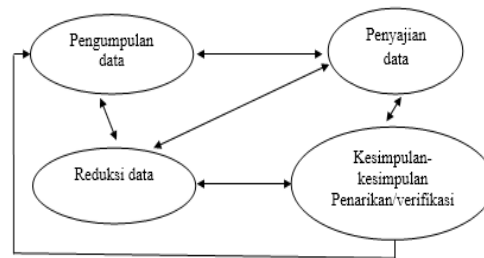 Pengumpulan
data
Penyajian
data
Reduksi data
Kesimpulan-
kesimpulan
Penarikan/verifikasi